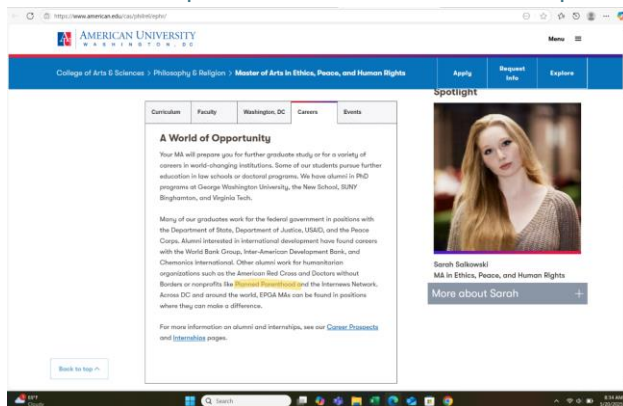 https://www.american.edu/cas/philrel/ephr/
AMERICAN UNIVERSITY
WASHINGTON, DC
Menu
College of Arts & Sciences > Philosophy & Religion > Master of Arts in Ethics, Peace, and Human Rights
Apply
Request Info
Explore
Spotlight
Curriculum
Faculty
Washington, DC
Careers
Events
A World of Opportunity
Your MA will prepare you for further graduate study or for a variety of
careers in world-changing institutions. Some of our students pursue further
education in law schools or doctoral programs. We have alumni in PhD
programs at George Washington University, the New School, SUNY
Binghamton, and Virginia Tech.
Many of our graduates work for the federal government in positions with
the Department of State, Department of Justice, USAID, and the Peace
Corps. Alumni interested in international development have found careers
with the World Bank Group, Inter-American Development Bank, and
Chemonics International. Other alumni work for humanitarian
organizations such as the American Red Cross and Doctors without
Borders or nonprofits like Planned Parenthood and the Internews Network.
Across DC and around the world, EPGA MAs can be found in positions
where they can make a difference.
For more information on alumni and internships, see our Career Prospects
and Internships pages.
Sarah Salkowski
MA in Ethics, Peace, and Human Rights
More about Sarah
Back to top
Cloudy
Search
8:34 AM
5/20/2025